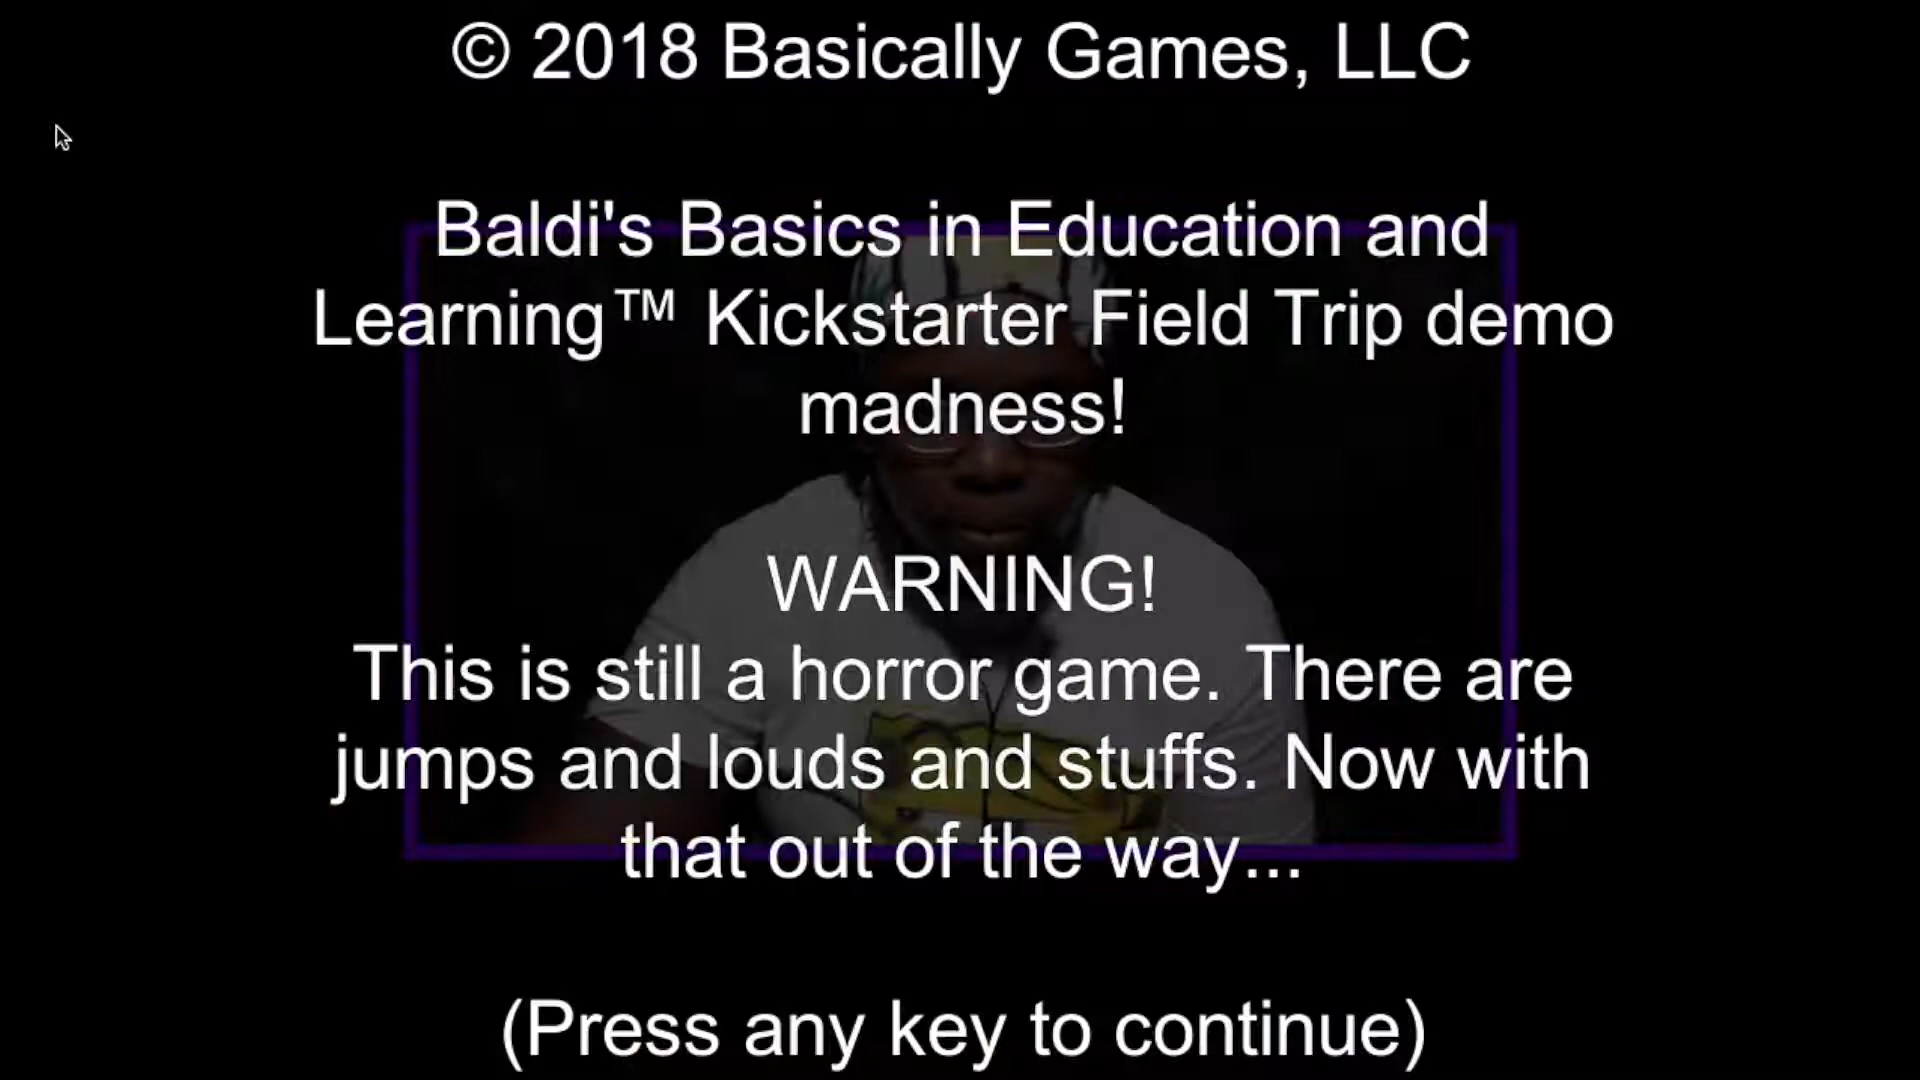 © 2018 Basically Games, LLC
Baldi's Basics in Education and
Learning™ Kickstarter Field Trip demo
madness!
WARNING!
This is still a horror game. There are
jumps and louds and stuffs. Now with
that out of the way...
(Press any key to continue)